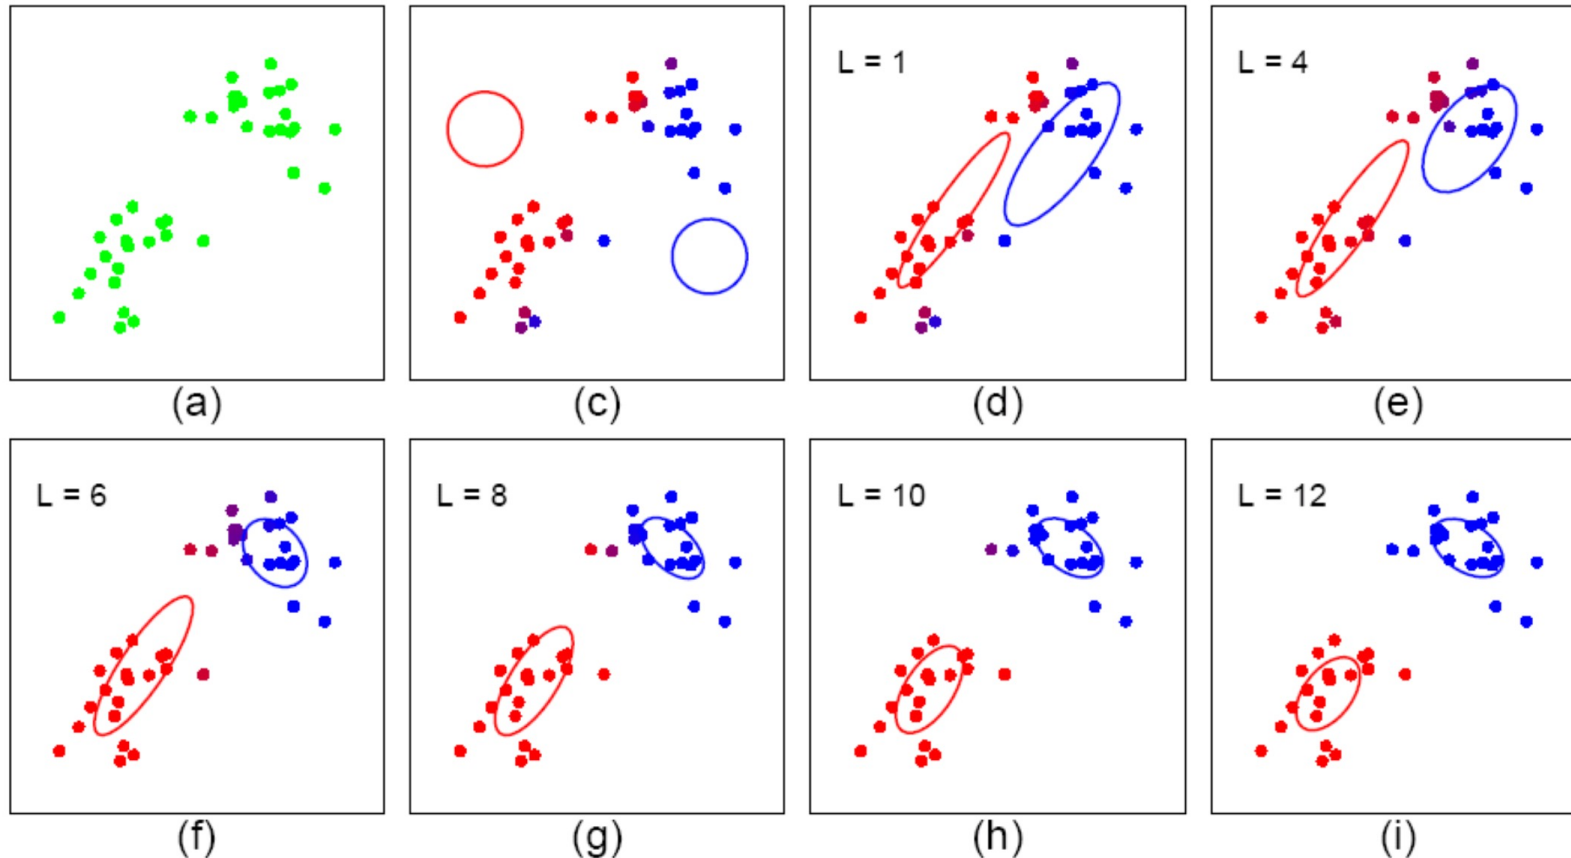 L = 1
L = 4
(a)
(c)
(d)
(e)
L = 6
L = 8
L = 10
L = 12
(f)
(g)
(h)
(i)